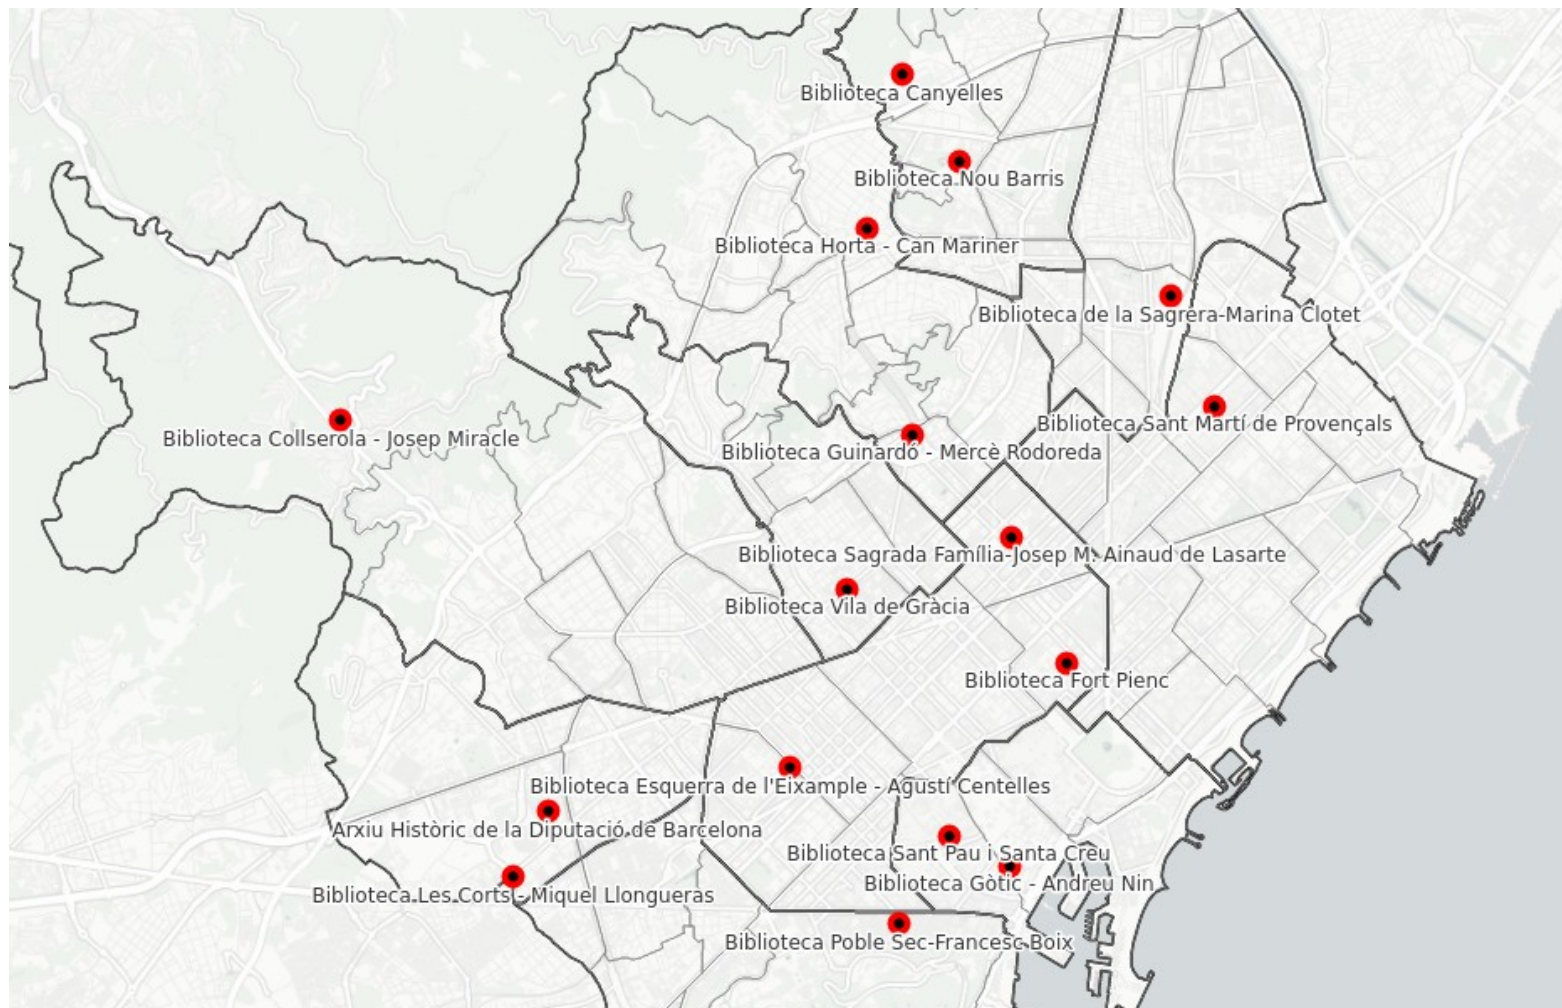 Biblioteca Canyelles
Biblioteca Nou Barris
Biblioteca Horta - Can Mariner
Biblioteca de la Sagrera-Marina Clotet
Biblioteca Sant Martí de Provençals
Biblioteca Collserola - Josep Miracle
Biblioteca Guinardó - Mercè Rodoreda
Biblioteca Sagrada Família-Josep M. Ainaud de Lasarte
Biblioteca Vila de Gràcia
Biblioteca Fort Pienc
Biblioteca Esquerra de l'Eixample - Agustí Centelles
Arxiu Històric de la Diputació de Barcelona
Biblioteca Sant Pau i Santa Creu
Biblioteca Gòtic - Andreu Nin
Biblioteca Les Corts - Miquel Llongueras
Biblioteca Poble Sec-Francesc Boix